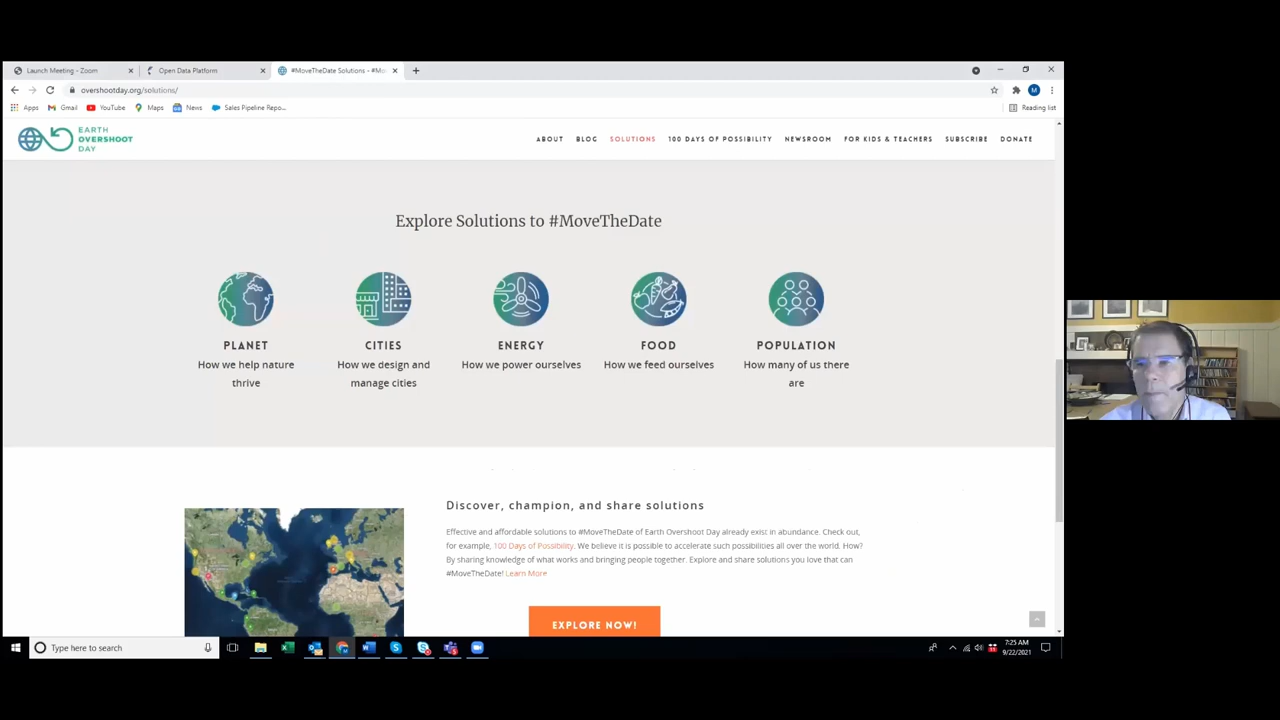 Launch Meeting - Zoom
Open Data Platform
#MoveTheDate Solutions - #Mo
overshootday.org/solutions/
Apps
Gmail
YouTube
Maps
News
Sales Pipeline Repo...
Reading list
EARTH
OVERSHOOT
DAY
ABOUT
BLOG
SOLUTIONS
100 DAYS OF POSSIBILITY
NEWSROOM
FOR KIDS & TEACHERS
SUBSCRIBE
DONATE
Explore Solutions to #MoveTheDate
PLANET
How we help nature
thrive
CITIES
How we design and
manage cities
ENERGY
How we power ourselves
FOOD
How we feed ourselves
POPULATION
How many of us there
are
Discover, champion, and share solutions
Effective and affordable solutions to #MoveTheDate of Earth Overshoot Day already exist in abundance. Check out,
for example, 100 Days of Possibility. We believe it is possible to accelerate such possibilities all over the world. How?
By sharing knowledge of what works and bringing people together. Explore and share solutions you love that can
#MoveTheDate! Learn More
EXPLORE NOW!
Type here to search
7:25 AM
9/22/2021